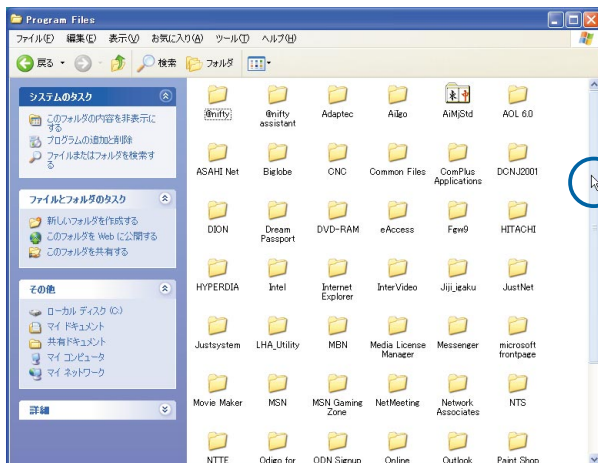 Program Files
ファイル(F) 編集(E) 表示(V) お気に入り(A) ツール(T) ヘルプ(H)
戻る 検索 フォルダ
システムのタスク
このフォルダの内容を非表示に
する
プログラムの追加と削除
ファイルまたはフォルダを検索す
る
ファイルとフォルダのタスク
新しいフォルダを作成する
このフォルダを Web に公開する
このフォルダを共有する
その他
ローカル ディスク (C:)
マイ ドキュメント
共有ドキュメント
マイ コンピュータ
マイ ネットワーク
詳細
@nifty @nifty assistant Adaptec AiMjStd AOL 6.0
ASAHI Net Biglobe CNC Common Files ComPlus Applications DCNJ2001
DION Dream Passport DVD-RAM eAccess Fgw9 HITACHI
HYPERDIA Intel Internet Explorer InterVideo Jiji_igaku JustNet
Justsystem LHA_Utility MBN Media License Manager Messenger microsoft frontpage
Movie Maker MSN MSN Gaming Zone NetMeeting Network Associates NTS
NTTE Odigo for ODN Signup Online Outlook Paint Shop